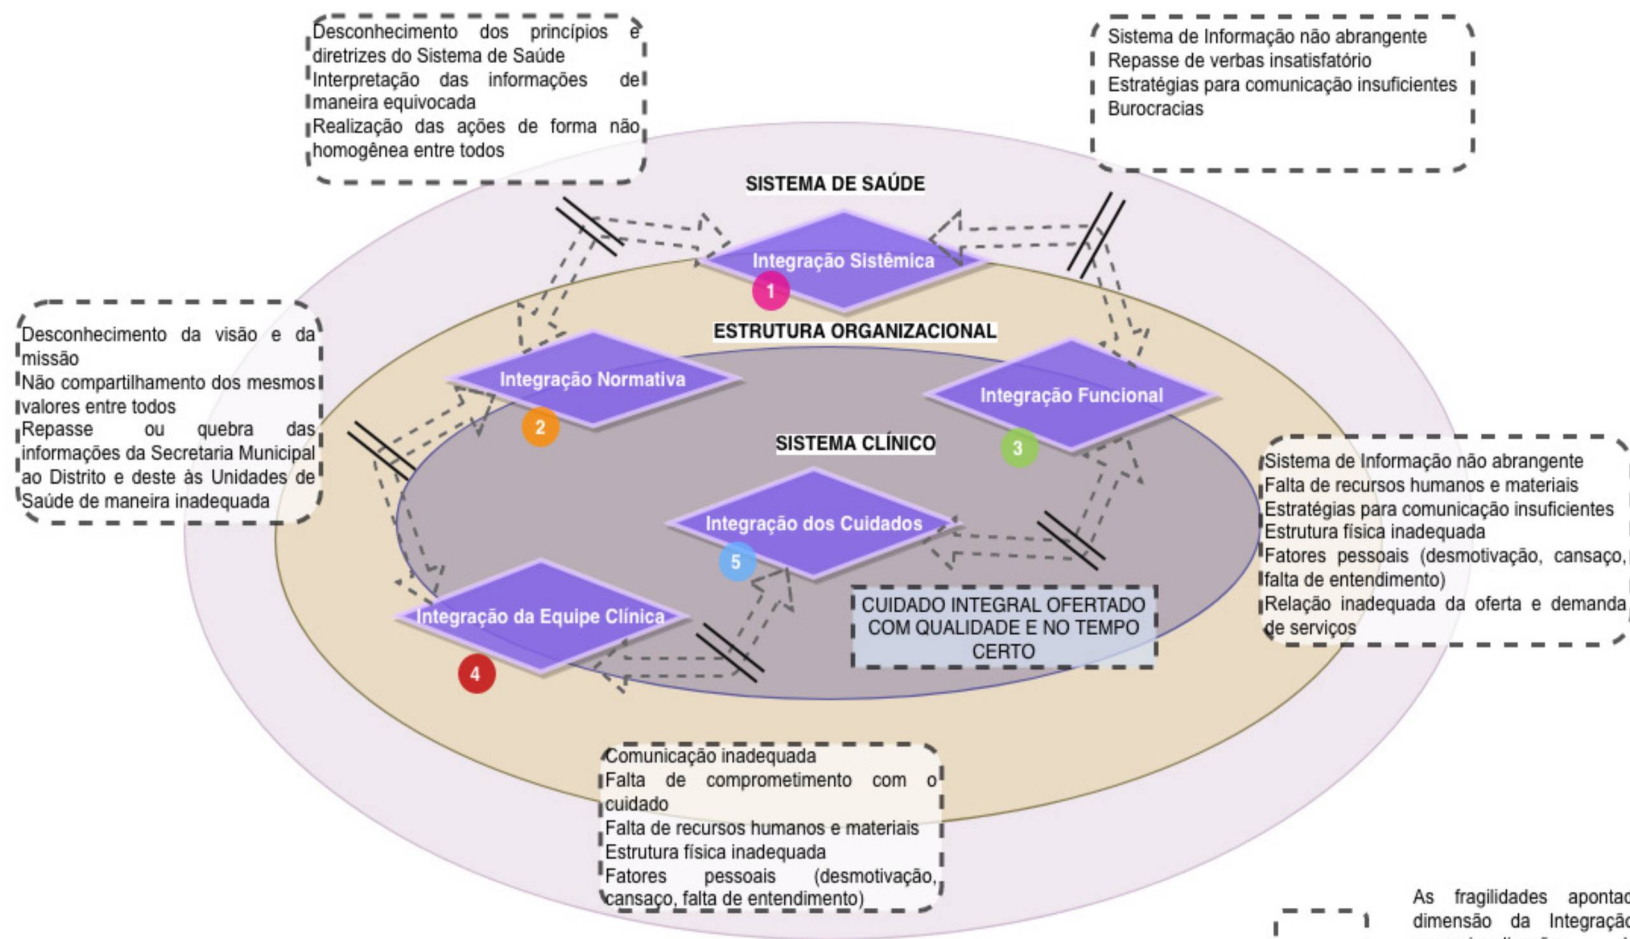 Desconhecimento dos princípios e
diretrizes do Sistema de Saúde
Interpretação das informações de
maneira equivocada
Realização das ações de forma não
homogênea entre todos
Sistema de Informação não abrangente
Repasse de verbas insatisfatório
Estratégias para comunicação insuficientes
Burocracias
SISTEMA DE SAÚDE
Integração Sistêmica
1
ESTRUTURA ORGANIZACIONAL
Desconhecimento da visão e da
missão
Não compartilhamento dos mesmos
valores entre todos
Repasse ou quebra das
informações da Secretaria Municipal
ao Distrito e deste às Unidades de
Saúde de maneira inadequada
Integração Normativa
2
Integração Funcional
3
SISTEMA CLÍNICO
Integração dos Cuidados
5
Sistema de Informação não abrangente
Falta de recursos humanos e materiais
Estratégias para comunicação insuficientes
Estrutura física inadequada
Fatores pessoais (desmotivação, cansaço,
falta de entendimento)
Relação inadequada da oferta e demanda
de serviços
Integração da Equipe Clínica
4
CUIDADO INTEGRAL OFERTADO
COM QUALIDADE E NO TEMPO
CERTO
Comunicação inadequada
Falta de comprometimento com o
cuidado
Falta de recursos humanos e materiais
Estrutura física inadequada
Fatores pessoais (desmotivação,
cansaço, falta de entendimento)
As fragilidades apontad
dimensão da Integração